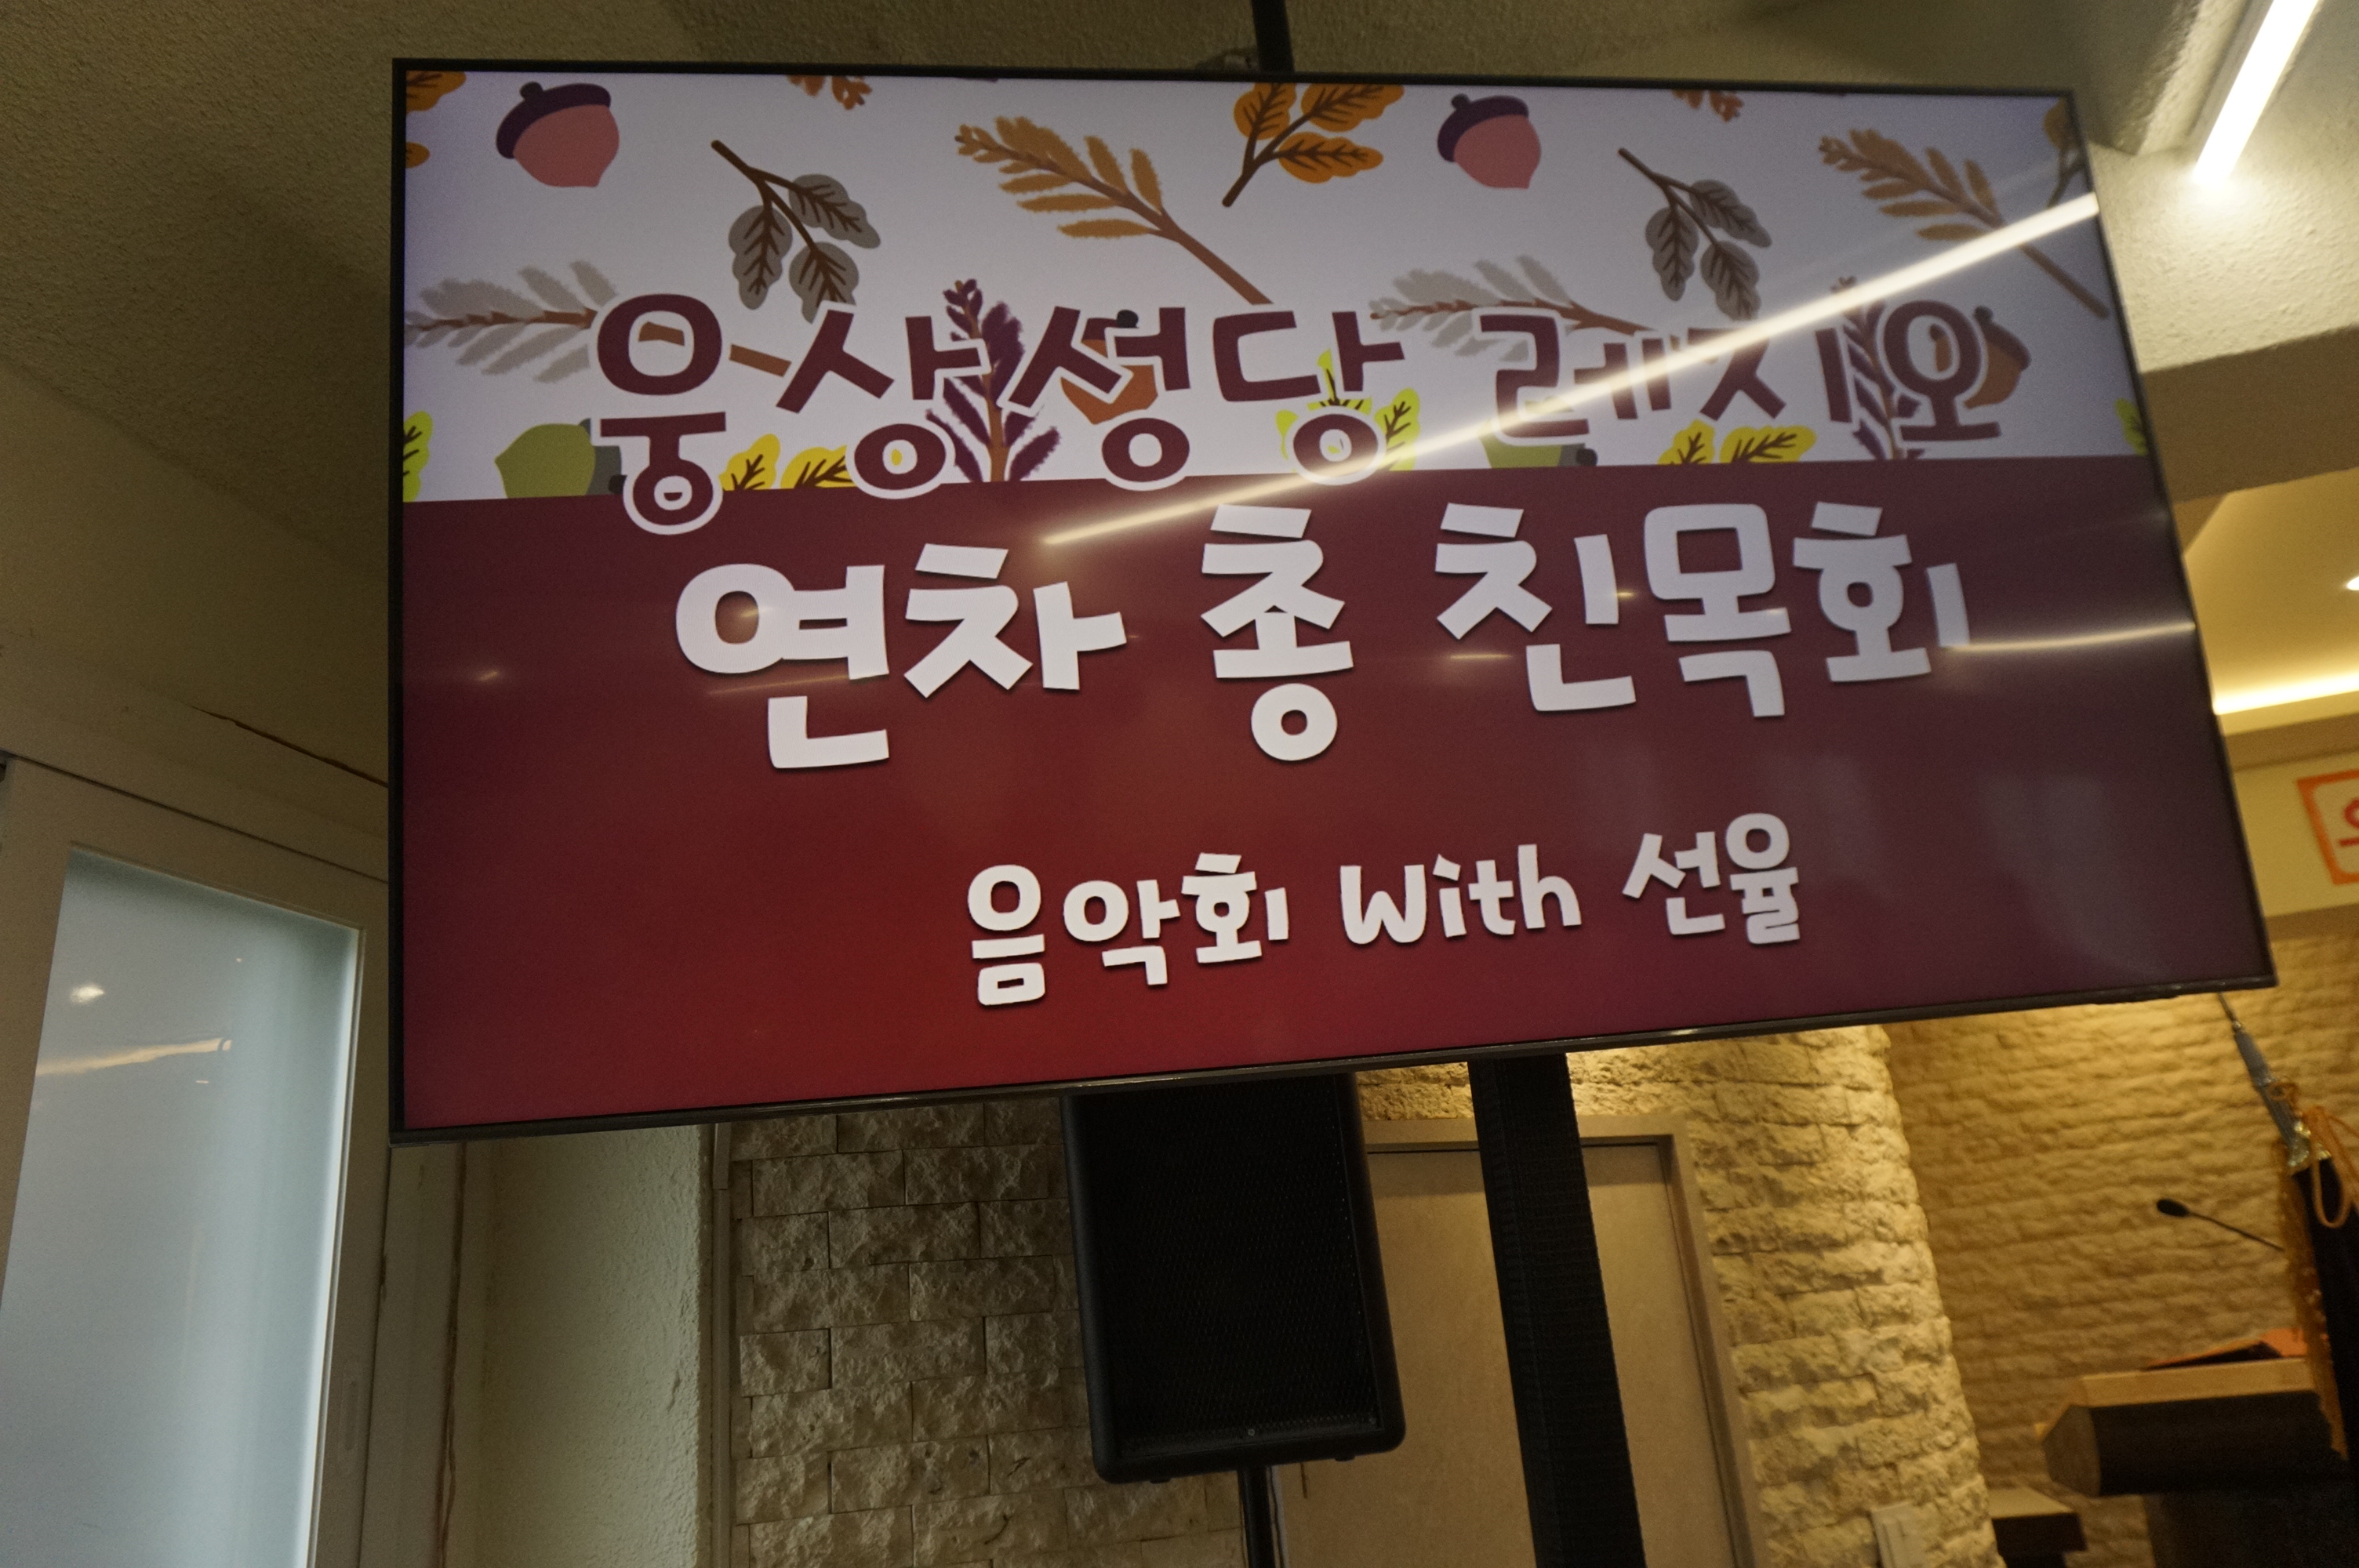 웅상성당 레지오
연차 총 친목회
음악회 With 선율